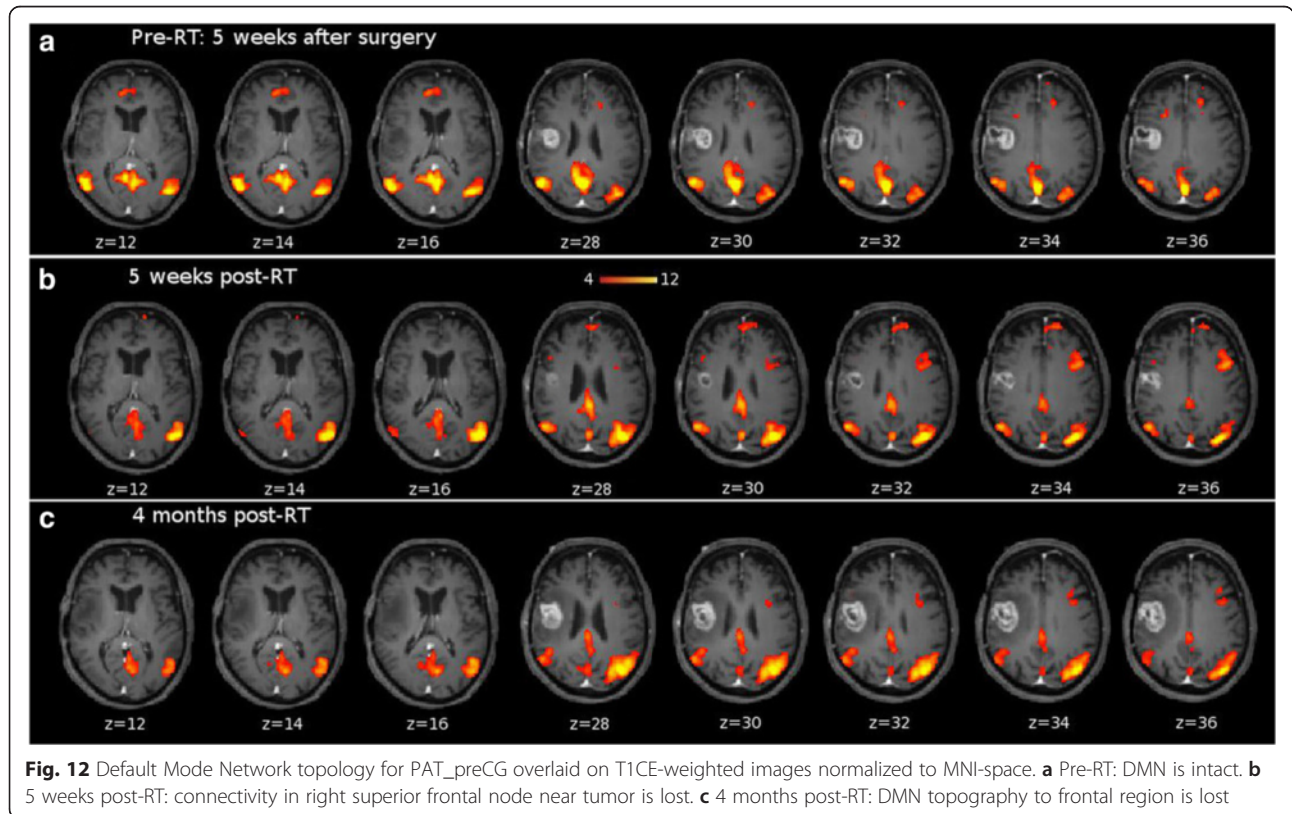 a Pre-RT: 5 weeks after surgery
z=12 z=14 z=16 z=28 z=30 z=32 z=34 z=36
b 5 weeks post-RT 4 12
z=12 z=14 z=16 z=28 z=30 z=32 z=34 z=36
c 4 months post-RT
z=12 z=14 z=16 z=28 z=30 z=32 z=34 z=36
Fig. 12 Default Mode Network topology for PAT_preCG overlaid on T1CE-weighted images normalized to MNI-space. a Pre-RT: DMN is intact. b
5 weeks post-RT: connectivity in right superior frontal node near tumor is lost. c 4 months post-RT: DMN topography to frontal region is lost